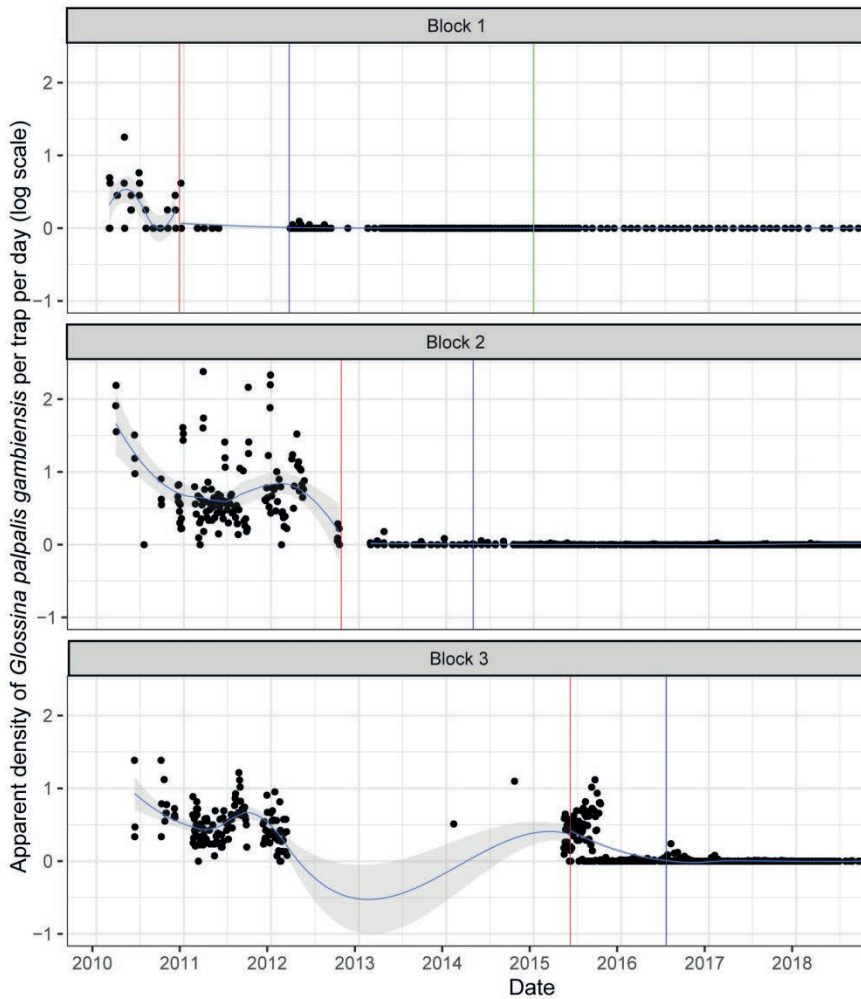 Apparent density of Glossina palpalis gambiensis per trap per day (log scale)
Block 1
2
1
0
−1
Block 2
2
1
0
−1
Block 3
2
1
0
−1
2010 2011 2012 2013 2014 2015 2016 2017 2018
Date